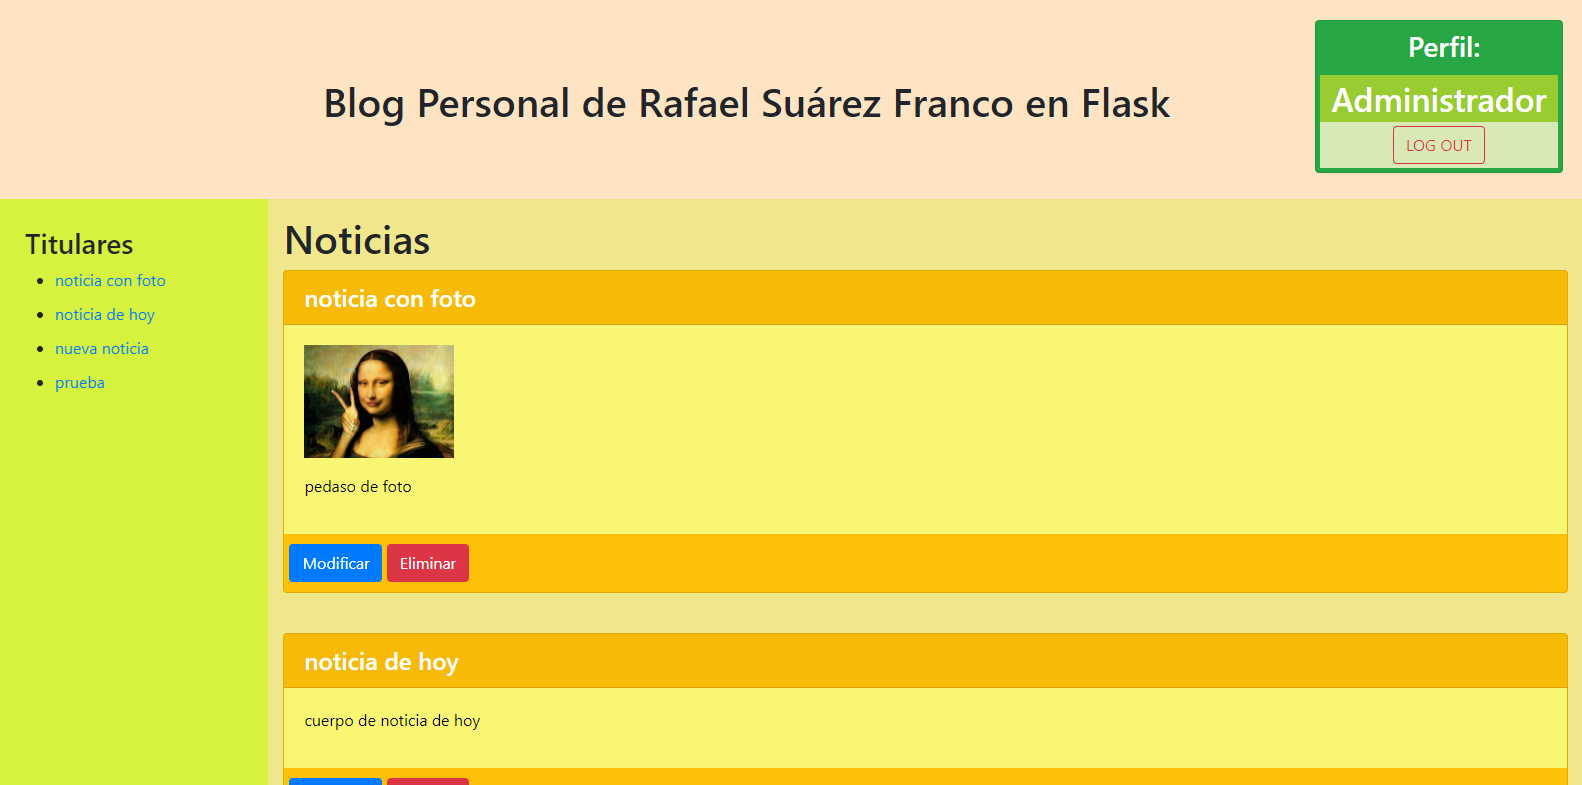 Blog Personal de Rafael Suárez Franco en Flask
Perfil:
Administrador
LOG OUT
Titulares
noticia con foto
noticia de hoy
nueva noticia
prueba
Noticias
noticia con foto
pedaso de foto
Modificar Eliminar
noticia de hoy
cuerpo de noticia de hoy